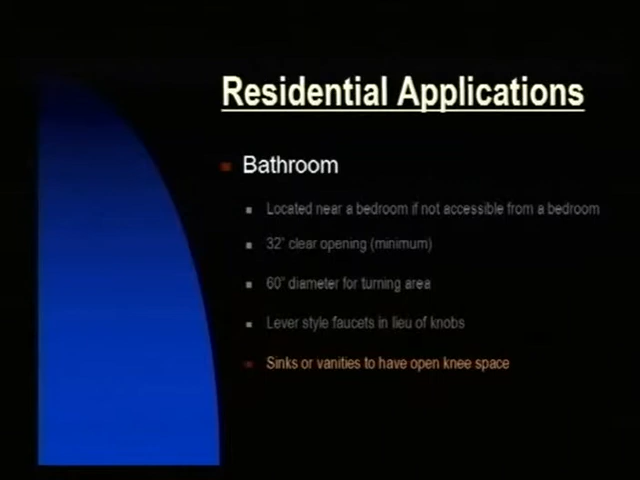 Residential Applications
Bathroom
Located near a bedroom if not accessible from a bedroom
32" clear opening (minimum)
60" diameter for turning area
Lever style faucets in lieu of knobs
Sinks or vanities to have open knee space